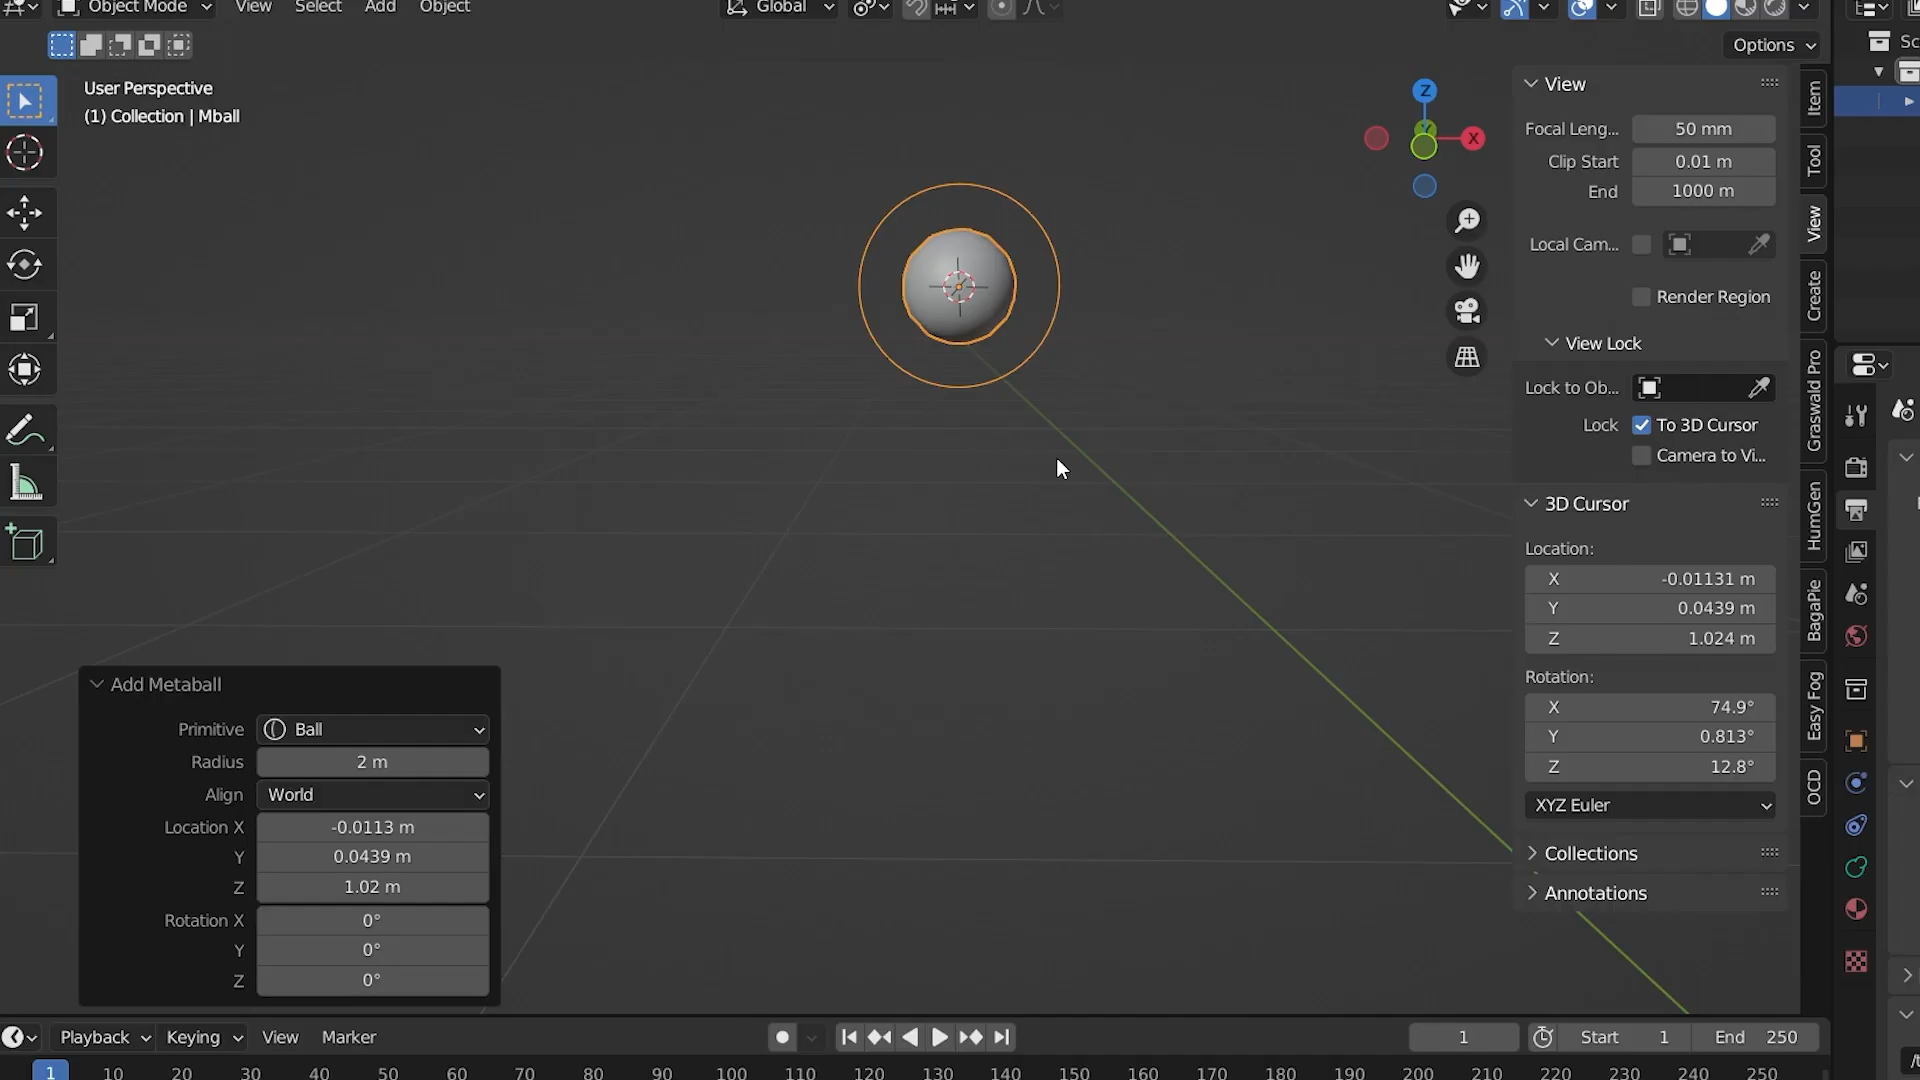 Object Mode View Select Add Object Global
Options
User Perspective
(1) Collection | Mball
Z
X
View
Focal Leng... 50 mm
Clip Start 0.01 m
End 1000 m
Local Cam...
Render Region
View Lock
Lock to Ob...
Lock To 3D Cursor
Camera to Vi...
3D Cursor
Location:
X -0.01131 m
Y 0.0439 m
Z 1.024 m
Rotation:
X 74.9°
Y 0.813°
Z 12.8°
XYZ Euler
Collections
Annotations
Item
Tool
View
Create
Graswald Pro
HumGen
BagaPie
Easy Fog
OCD
Sc
Add Metaball
Primitive Ball
Radius 2 m
Align World
Location X -0.0113 m
Y 0.0439 m
Z 1.02 m
Rotation X 0°
Y 0°
Z 0°
Playback Keying View Marker 1 Start 1 End 250
1 10 20 30 40 50 60 70 80 90 100 110 120 130 140 150 160 170 180 190 200 210 220 230 240 250